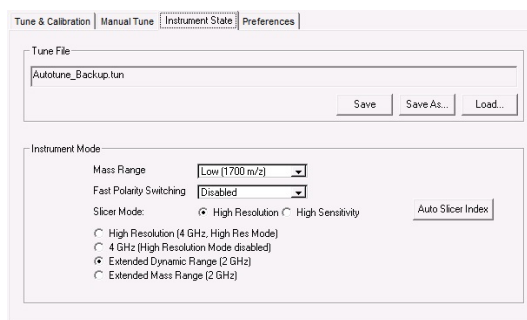 Tune & Calibration Manual Tune Instrument State Preferences
Tune File
Autotune_Backup.tun
Save Save As... Load...
Instrument Mode
Mass Range Low (1700 m/z)
Fast Polarity Switching Disabled
Slicer Mode: High Resolution High Sensitivity Auto Slicer Index
High Resolution (4 GHz, High Res Mode)
4 GHz (High Resolution Mode disabled)
Extended Dynamic Range (2 GHz)
Extended Mass Range (2 GHz)